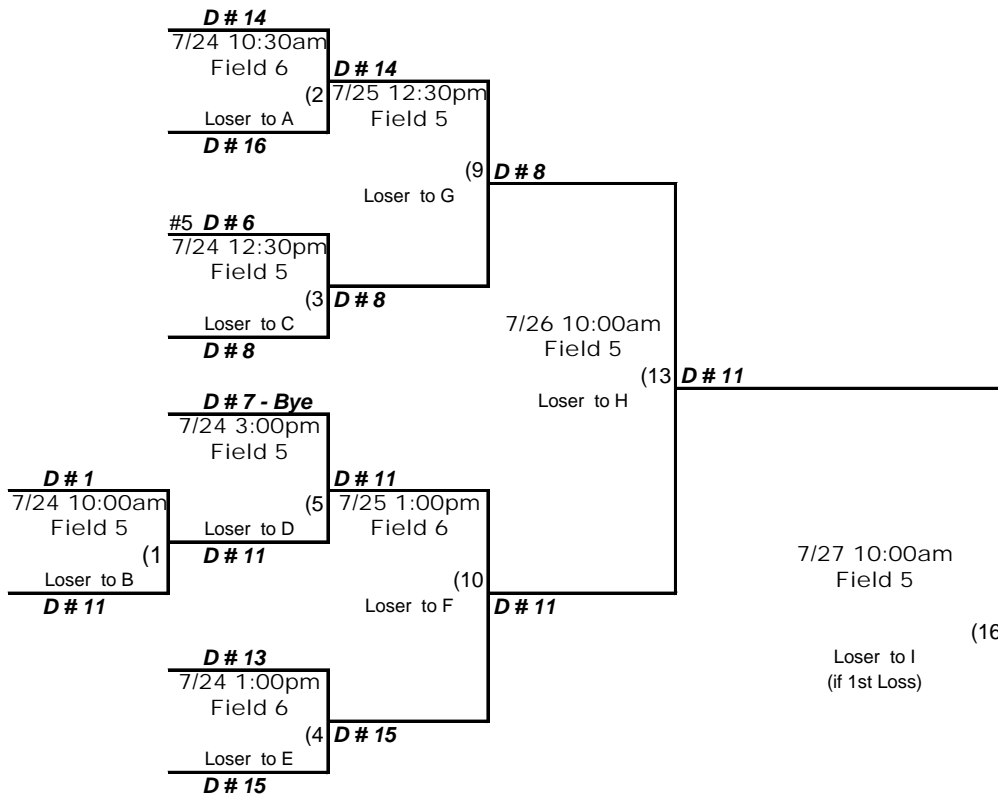 D # 14
7/24 10:30am
Field 6
(2
Loser to A
D # 16
D # 14
7/25 12:30pm
Field 5
(9
Loser to G
D # 8
#5 D # 6
7/24 12:30pm
Field 5
(3
Loser to C
D # 8
D # 8
7/26 10:00am
Field 5
(13
Loser to H
D # 11
D # 7 - Bye
7/24 3:00pm
Field 5
(5
Loser to D
D # 11
D # 1
7/24 10:00am
Field 5
(1
Loser to B
D # 11
D # 11
7/25 1:00pm
Field 6
(10
Loser to F
D # 11
7/27 10:00am
Field 5
(16
Loser to I
(if 1st Loss)
D # 13
7/24 1:00pm
Field 6
(4
Loser to E
D # 15
D # 15